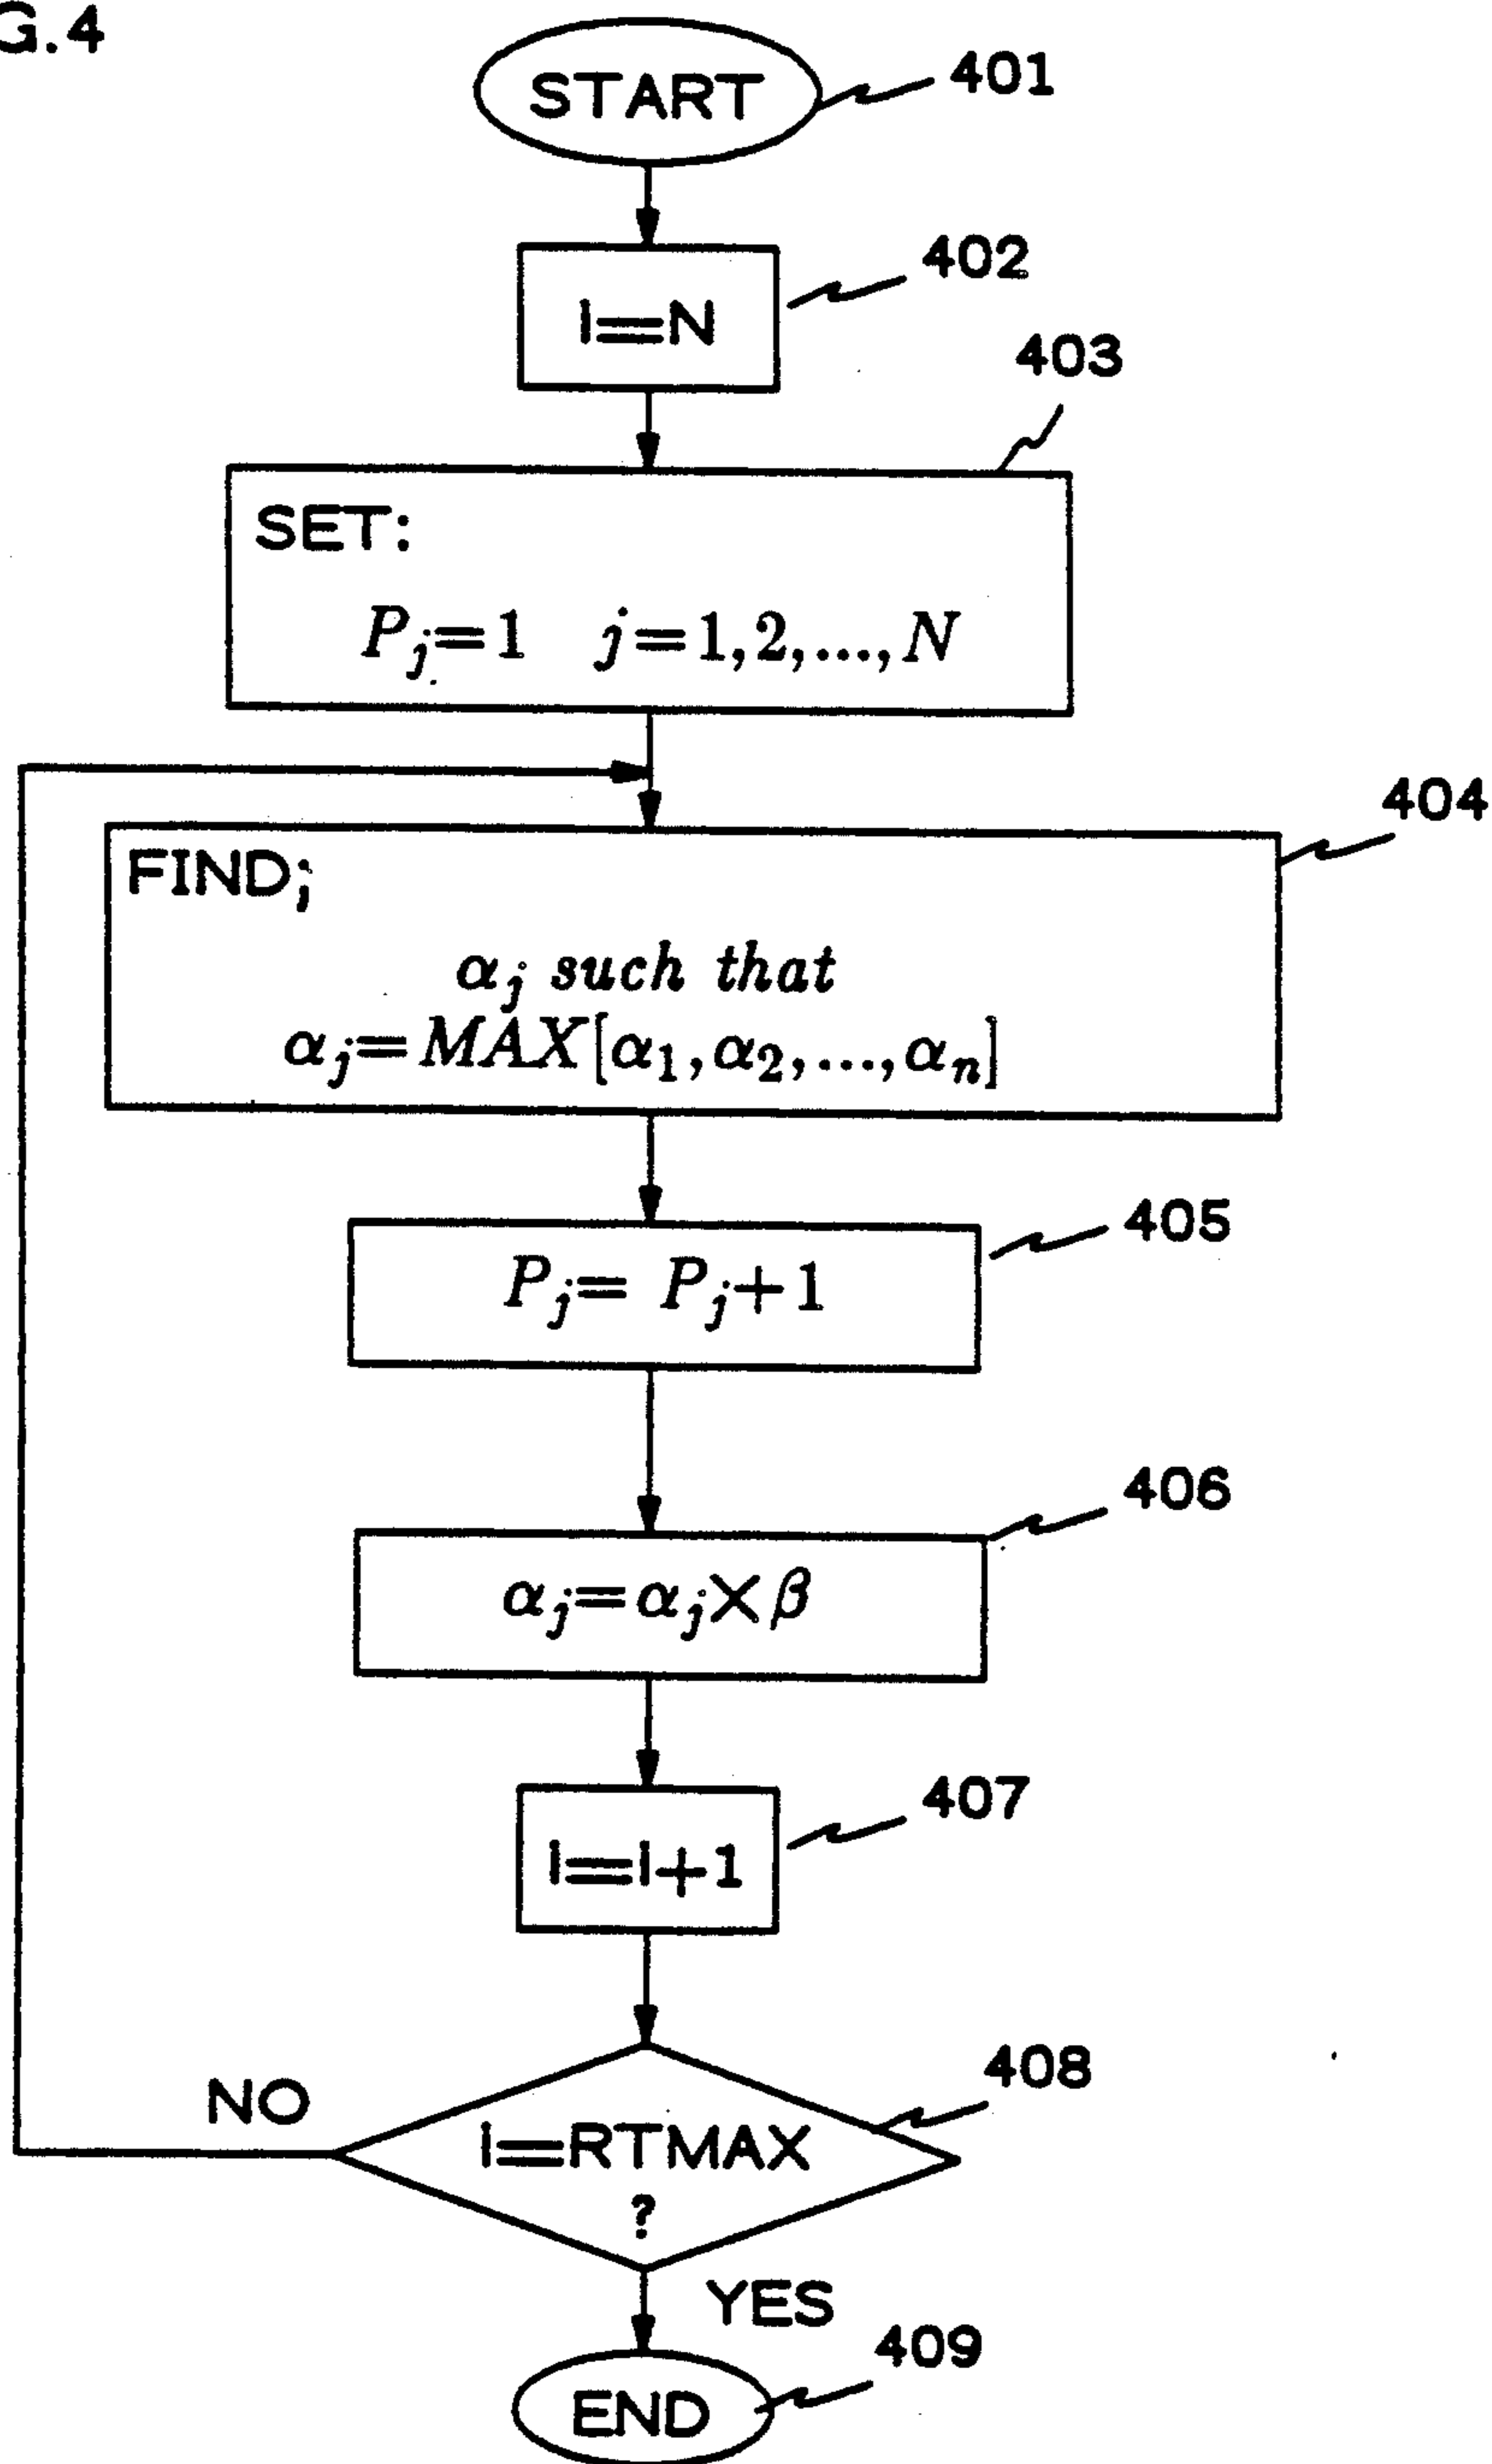 G.4
START
401
I=N
402
403
SET:
P_j=1 j=1,2,...,N
404
FIND;
α_j such that
α_j=MAX[α_1,α_2,...,α_n]
405
P_j= P_j+1
406
α_j=α_j×β
407
I=I+1
408
NO
I=RTMAX
?
YES
409
END